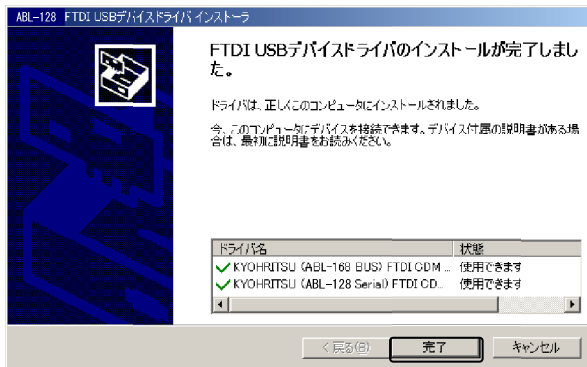 ABL-128 FTDI USBデバイスドライバ インストーラ
FTDI USBデバイスドライバのインストールが完了しまし
た。
ドライバは、正しくこのコンピュータにインストールされました。
今、このコンピュータにデバイスを接続できます。デバイス付属の説明書がある場
合は、最初に説明書をお読みください。
ドライバ名 状態
KYOHRITSU (ABL-168 BUS) FTDI CDM ... 使用できます
KYOHRITSU (ABL-128 Serial) FTDI CD... 使用できます
< 戻る(B) 完了 キャンセル